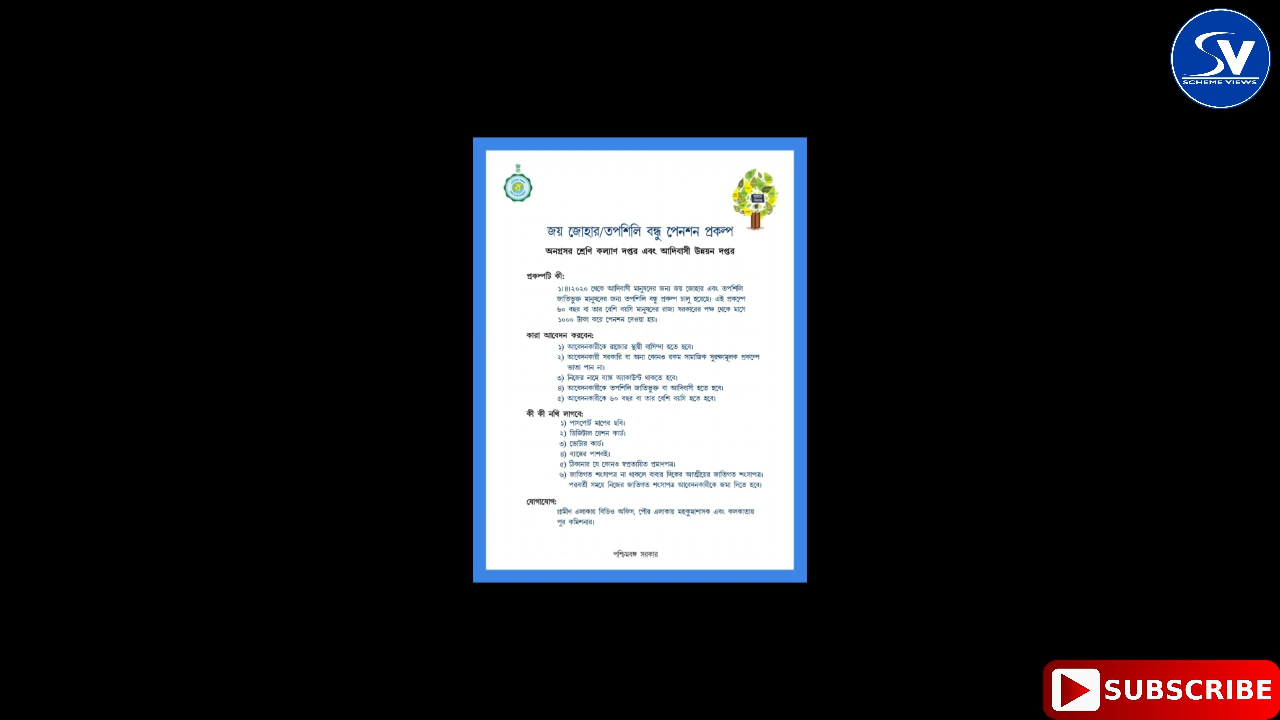 SV
SCHEME VIEWS
জয় জোহার/তপশিলি বন্ধু পেনশন প্রকল্প
অনগ্রসর শ্রেণি কল্যাণ দপ্তর এবং আদিবাসী উন্নয়ন দপ্তর
প্রকল্পটি কী:
১।৪।২০২০ থেকে আদিবাসী মানুষদের জন্য জয় জোহার এবং তপশিলি
জাতিভুক্ত মানুষদের জন্য তপশিলি বন্ধু প্রকল্প চালু হয়েছে। এই প্রকল্পে
৬০ বছর বা তার বেশি বয়সি মানুষদের রাজ্য সরকারের পক্ষ থেকে মাসে
১০০০ টাকা করে পেনশন দেওয়া হয়।
কারা আবেদন করবেন:
১) আবেদনকারীকে রাজ্যের স্থায়ী বাসিন্দা হতে হবে।
২) আবেদনকারী সরকারি বা অন্য কোনও রকম সামাজিক সুরক্ষামূলক প্রকল্পে
ভাতা পান না।
৩) নিজের নামে ব্যাঙ্ক অ্যাকাউন্ট থাকতে হবে।
৪) আবেদনকারীকে তপশিলি জাতিভুক্ত বা আদিবাসী হতে হবে।
৫) আবেদনকারীকে ৬০ বছর বা তার বেশি বয়সি হতে হবে।
কী কী নথি লাগবে:
১) পাসপোর্ট মাপের ছবি।
২) ডিজিটাল রেশন কার্ড।
৩) ভোটার কার্ড।
৪) ব্যাঙ্কের পাশবই।
৫) ঠিকানার যে কোনও স্বপ্রত্যয়িত প্রমাণপত্র।
৬) জাতিগত শংসাপত্র না থাকলে বাবার দিকের আত্মীয়ের জাতিগত শংসাপত্র।
পরবর্তী সময়ে নিজের জাতিগত শংসাপত্র আবেদনকারীকে জমা দিতে হবে।
যোগাযোগ:
গ্রামীণ এলাকায় বিডিও অফিস, পৌর এলাকায় মহকুমাশাসক এবং কলকাতায়
পুর কমিশনার।
পশ্চিমবঙ্গ সরকার
SUBSCRIBE